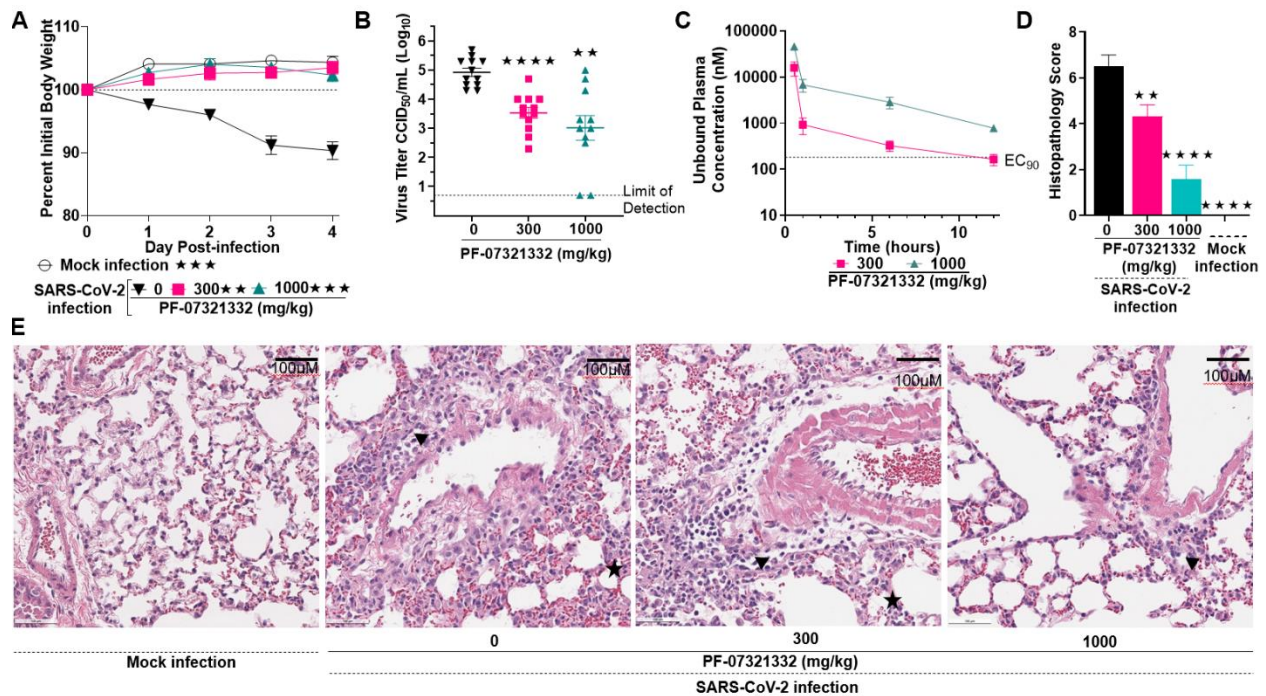 A
Percent Initial Body Weight
110
100
90
80
0 1 2 3 4
Day Post-infection
Mock infection ★★★
SARS-CoV-2 infection
0 300★★ 1000★★★
PF-07321332 (mg/kg)
B
Virus Titer CCID50/mL (Log10)
7
6
5
4
3
2
1
★★★★
★★
Limit of
Detection
0 300 1000
PF-07321332 (mg/kg)
C
Unbound Plasma
Concentration (nM)
100000
10000
1000
100
10
EC90
0 5 10
Time (hours)
300 1000
PF-07321332 (mg/kg)
D
Histopathology Score
8
6
4
2
0
★★
★★★★
★★★★
0 300 1000
PF-07321332
(mg/kg)
Mock
infection
SARS-CoV-2
infection
E
100uM 100uM 100uM 100uM
0 300 1000
Mock infection PF-07321332 (mg/kg)
SARS-CoV-2 infection